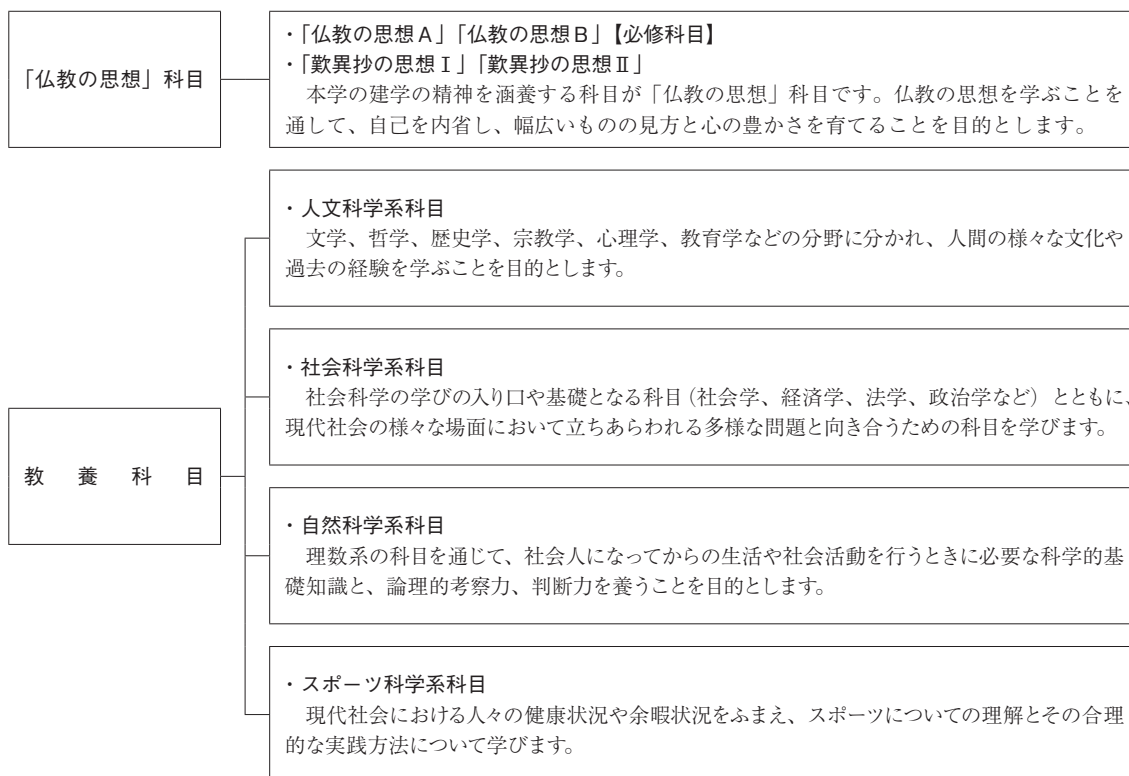 「仏教の思想」科目
・「仏教の思想A」「仏教の思想B」【必修科目】
・「歎異抄の思想Ⅰ」「歎異抄の思想Ⅱ」
本学の建学の精神を涵養する科目が「仏教の思想」科目です。仏教の思想を学ぶことを
通して、自己を内省し、幅広いものの見方と心の豊かさを育てることを目的とします。
教養科目
・人文科学系科目
文学、哲学、歴史学、宗教学、心理学、教育学などの分野に分かれ、人間の様々な文化や
過去の経験を学ぶことを目的とします。
・社会科学系科目
社会科学の学びの入り口や基礎となる科目(社会学、経済学、法学、政治学など)とともに、
現代社会の様々な場面において立ちあらわれる多様な問題と向き合うための科目を学びます。
・自然科学系科目
理数系の科目を通じて、社会人になってからの生活や社会活動を行うときに必要な科学的基
礎知識と、論理的考察力、判断力を養うことを目的とします。
・スポーツ科学系科目
現代社会における人々の健康状況や余暇状況をふまえ、スポーツについての理解とその合理
的な実践方法について学びます。